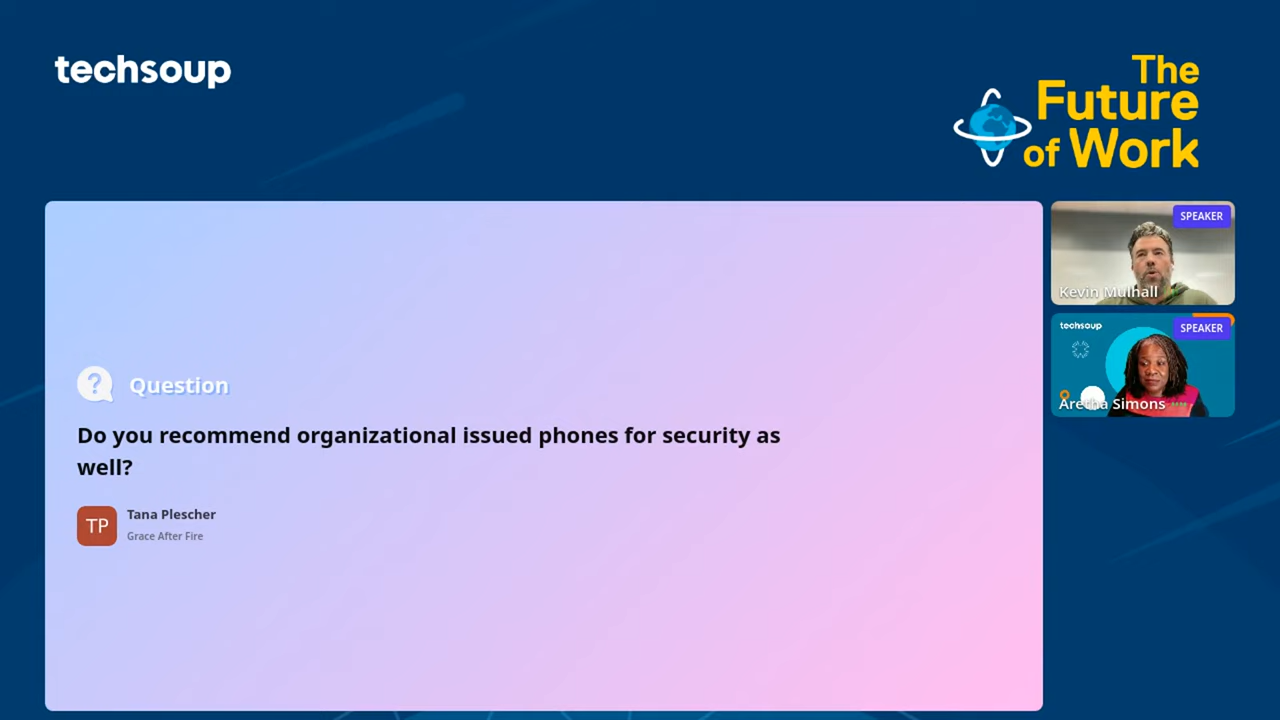 techsoup
The
Future
of Work
SPEAKER
Kevin Mulhall
Question
techsoup
SPEAKER
Aretha Simons
Do you recommend organizational issued phones for security as
well?
TP
Tana Plescher
Grace After Fire